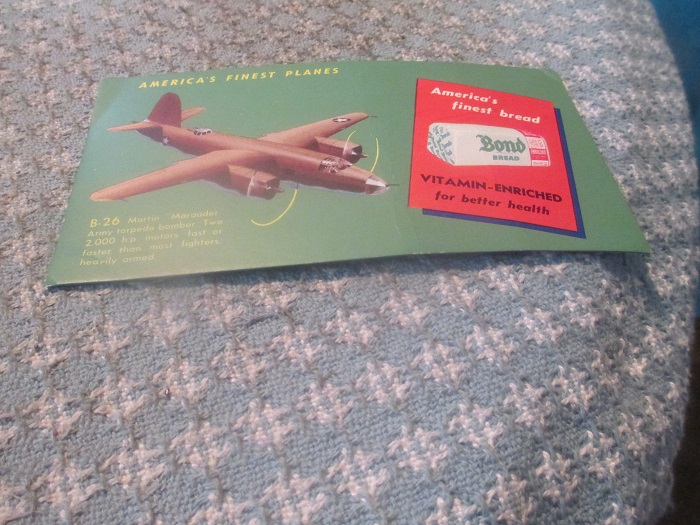 AMERICA'S FINEST PLANES
B-26 Martin "Marauder"
Army torpedo bomber. Two
2,000 h.p. motors fast or
faster than most fighters,
heavily armed
America's
finest bread
Bond
BREAD
VITAMIN-ENRICHED
for better health